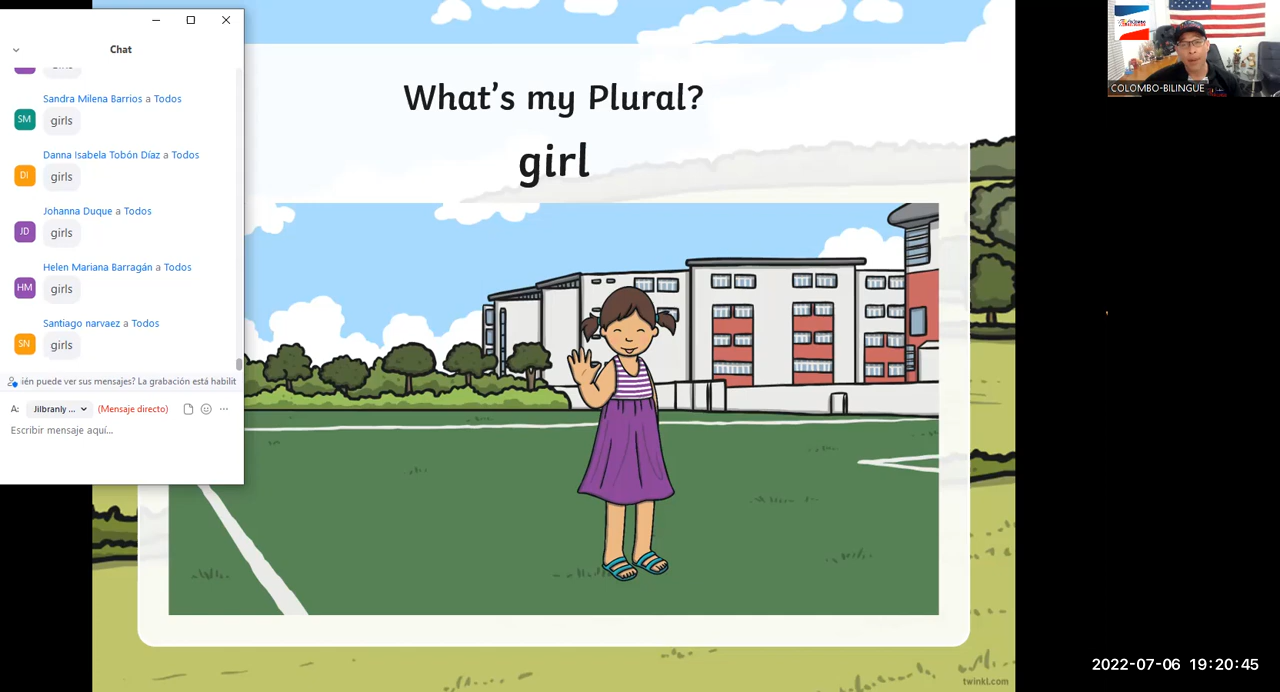 Chat
Sandra Milena Barrios a Todos
SM
girls
Danna Isabela Tobón Díaz a Todos
DI
girls
Johanna Duque a Todos
JD
girls
Helen Mariana Barragán a Todos
HM
girls
Santiago narvaez a Todos
SN
girls
ién puede ver sus mensajes? La grabación está habilit
A: Jilbranly ... (Mensaje directo)
Escribir mensaje aquí...
What's my Plural?
girl
twinkl.com
COLOMBO-BILINGUE
2022-07-06 19:20:45